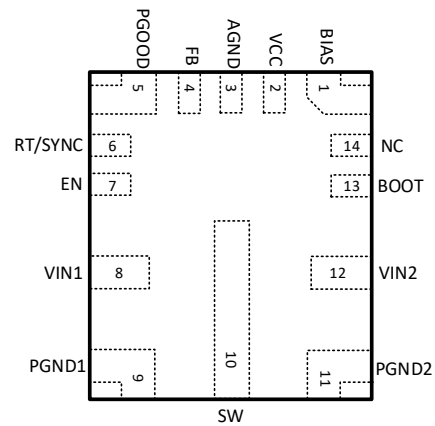 PGOOD
FB
AGND
VCC
BIAS
5
4
3
2
1
RT/SYNC
6
14
NC
EN
7
13
BOOT
VIN1
8
12
VIN2
PGND1
9
10
11
PGND2
SW